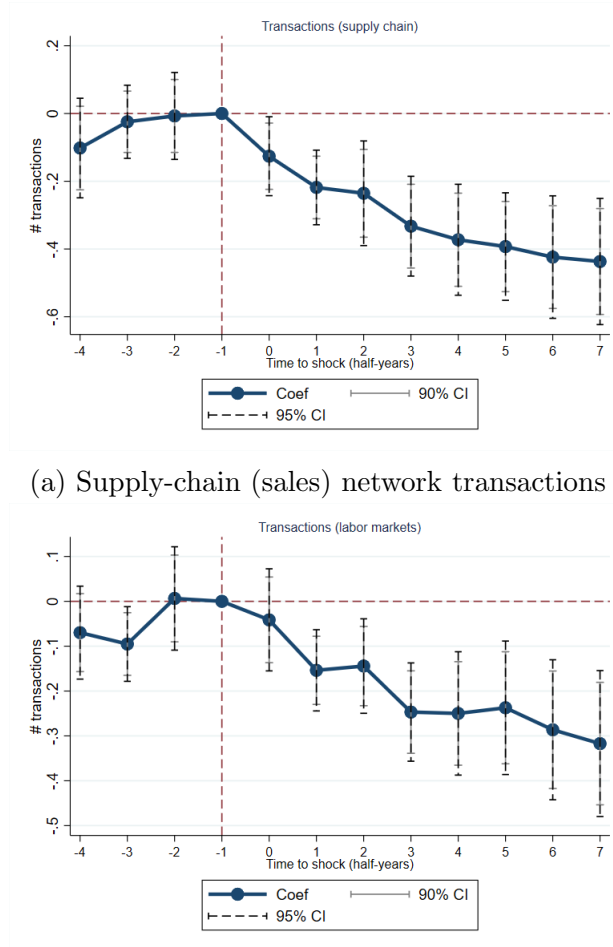 Transactions (supply chain)
# transactions
.2
0
-.2
-.4
-.6
-4 -3 -2 -1 0 1 2 3 4 5 6 7
Time to shock (half-years)
Coef 90% CI
95% CI
(a) Supply-chain (sales) network transactions
Transactions (labor markets)
# transactions
.1
0
-.1
-.2
-.3
-.4
-.5
-4 -3 -2 -1 0 1 2 3 4 5 6 7
Time to shock (half-years)
Coef 90% CI
95% CI